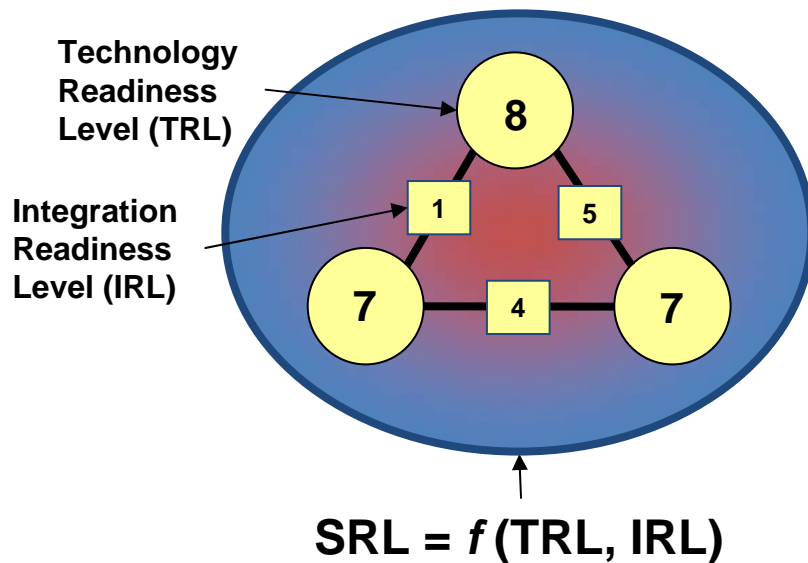 Technology
Readiness
Level (TRL)
8
Integration
Readiness
Level (IRL)
1
5
7
4
7
SRL = f (TRL, IRL)